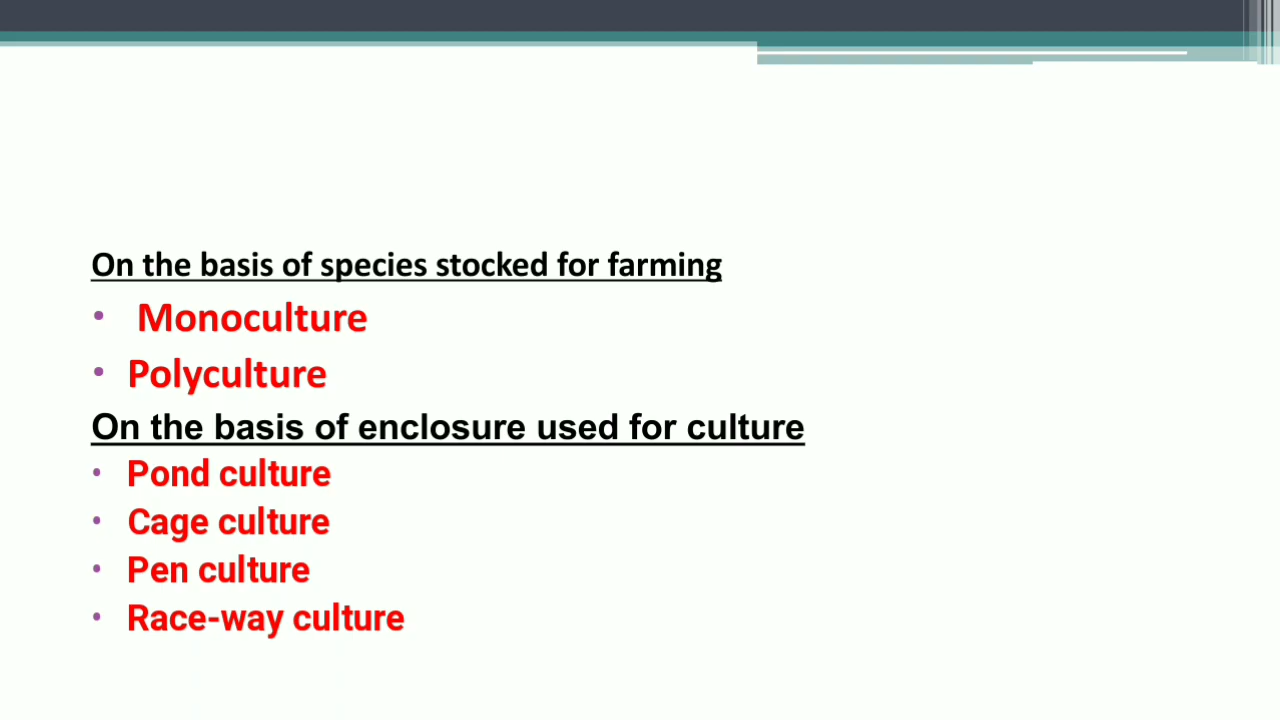 On the basis of species stocked for farming
• Monoculture
• Polyculture
On the basis of enclosure used for culture
• Pond culture
• Cage culture
• Pen culture
• Race-way culture